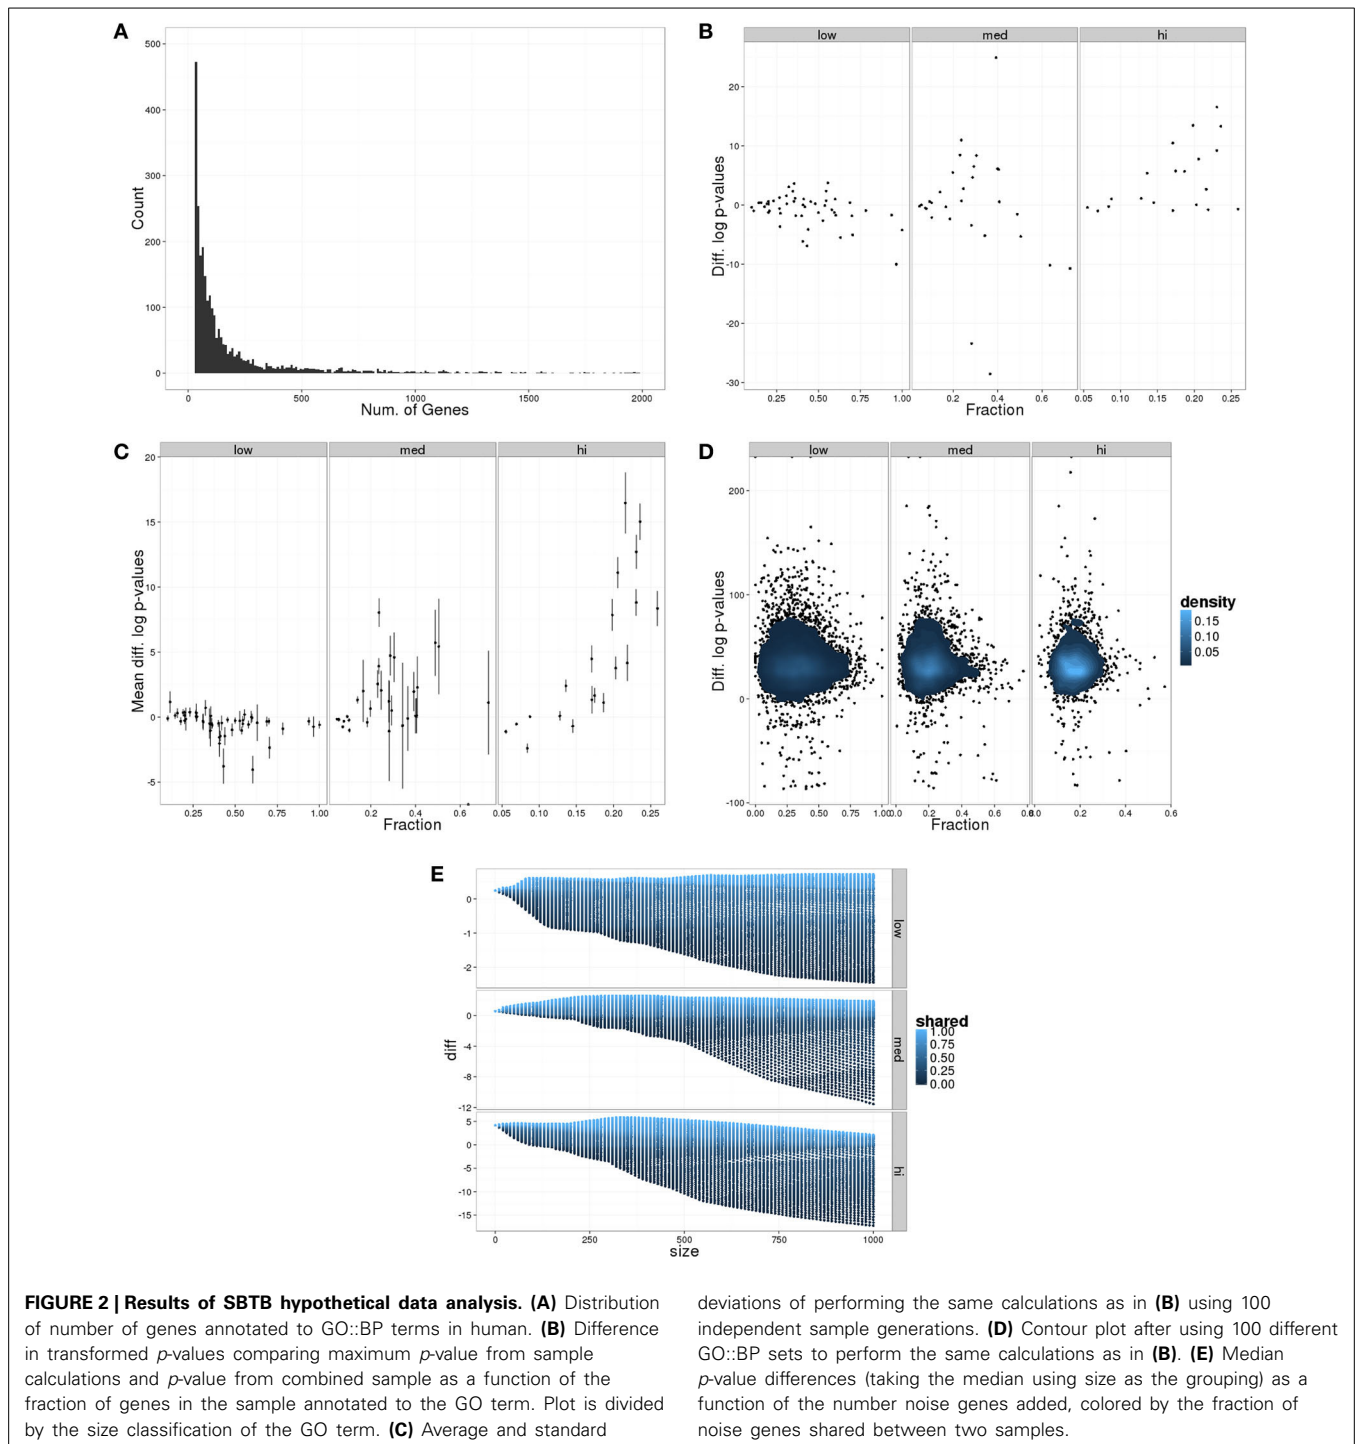 A
500
400
300
200
100
0
Count
0 500 1000 1500 2000
Num. of Genes
B
low med hi
20
10
0
-10
-20
-30
Diff. log p-values
0.25 0.50 0.75 1.00 0.2 0.4 0.6 0.05 0.10 0.15 0.20 0.25
Fraction
C
low med hi
20
15
10
5
0
-5
Mean diff. log p-values
0.25 0.50 0.75 1.00 0.2 0.4 0.6 0.05 0.10 0.15 0.20 0.25
Fraction
D
low med hi
200
100
0
-100
Diff. log p-values
0.00 0.25 0.50 0.75 1.00 0.0 0.2 0.4 0.6 0.8 0.0 0.2 0.4 0.6
Fraction
density
0.15
0.10
0.05
E
0
-1
-2
low
0
-4
-8
-12
med
5
0
-5
-10
-15
hi
diff
0 250 500 750 1000
size
shared
1.00
0.75
0.50
0.25
0.00
FIGURE 2 | Results of SBTB hypothetical data analysis. (A) Distribution
of number of genes annotated to GO::BP terms in human. (B) Difference
in transformed p-values comparing maximum p-value from sample
calculations and p-value from combined sample as a function of the
fraction of genes in the sample annotated to the GO term. Plot is divided
by the size classification of the GO term. (C) Average and standard
deviations of performing the same calculations as in (B) using 100
independent sample generations. (D) Contour plot after using 100 different
GO::BP sets to perform the same calculations as in (B). (E) Median
p-value differences (taking the median using size as the grouping) as a
function of the number noise genes added, colored by the fraction of
noise genes shared between two samples.